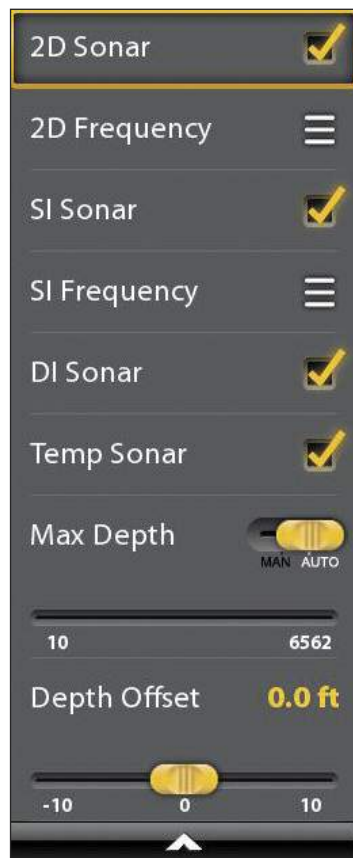 2D Sonar
2D Frequency
SI Sonar
SI Frequency
DI Sonar
Temp Sonar
Max Depth
MAN AUTO
10 6562
Depth Offset 0.0 ft
-10 0 10